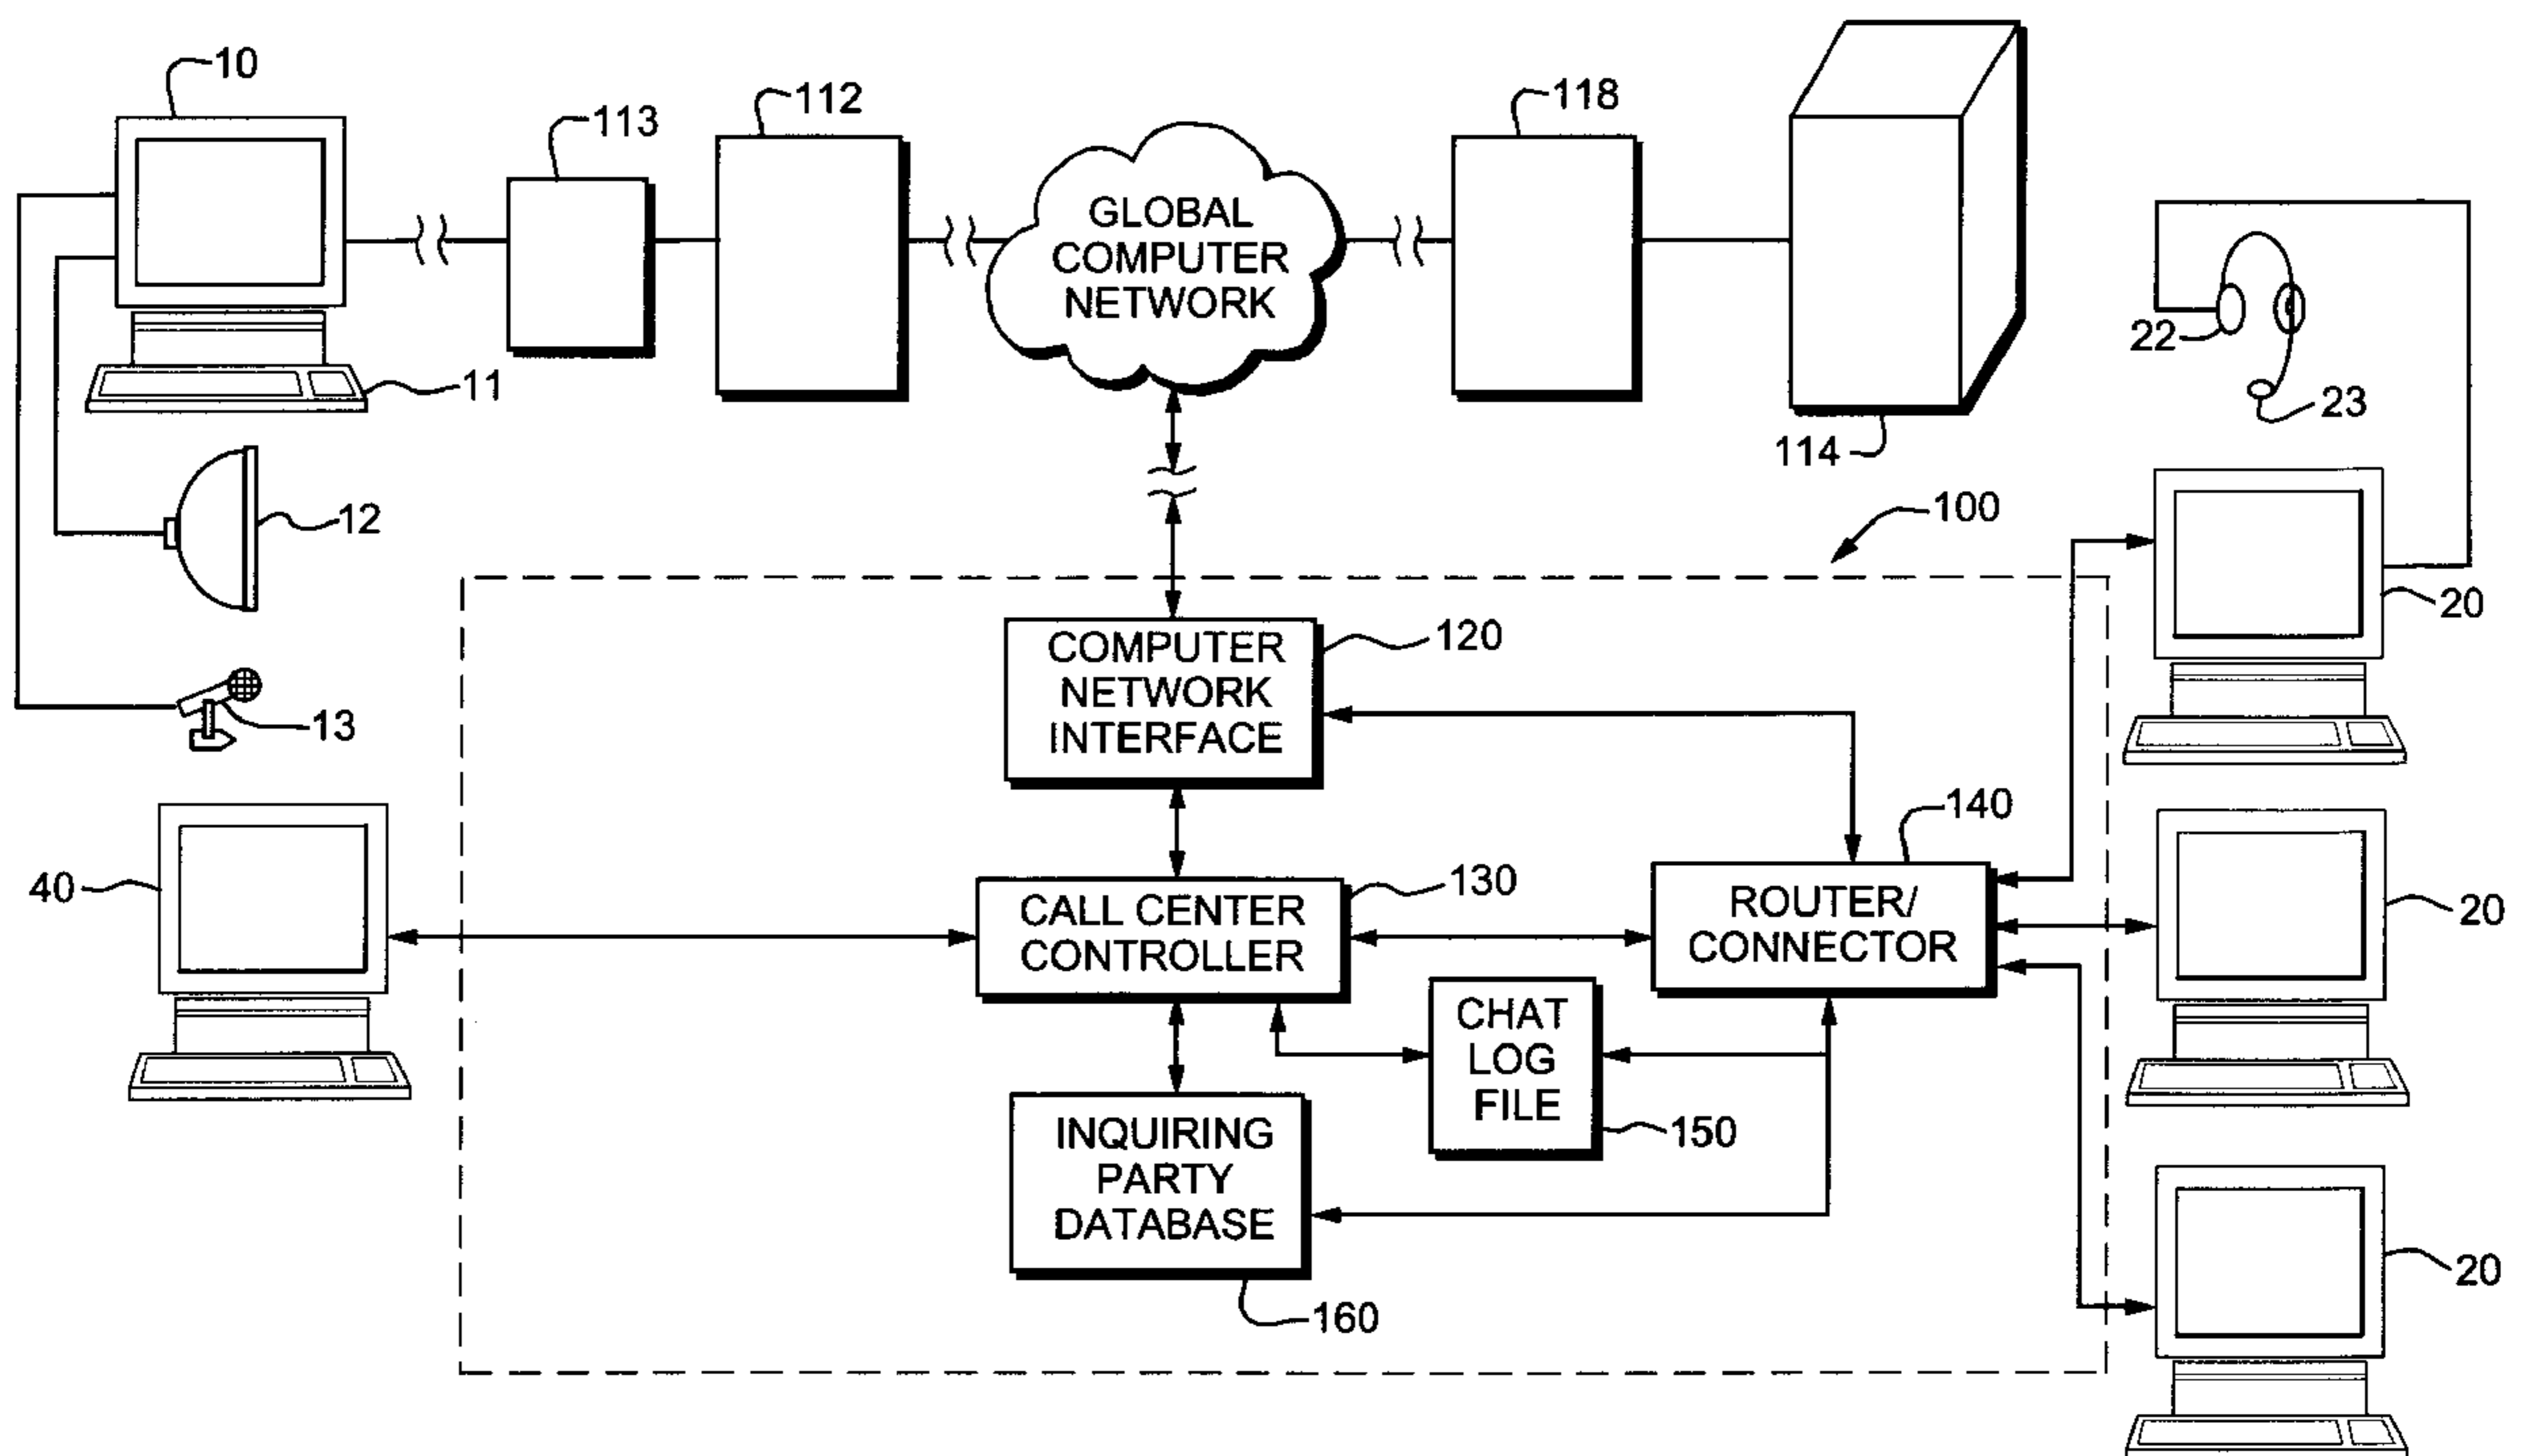 10
113
112
118
GLOBAL
COMPUTER
NETWORK
11
114
22
23
12
100
20
13
COMPUTER
NETWORK
INTERFACE
120
40
CALL CENTER
CONTROLLER
130
ROUTER/
CONNECTOR
140
20
CHAT
LOG
FILE
150
INQUIRING
PARTY
DATABASE
160
20